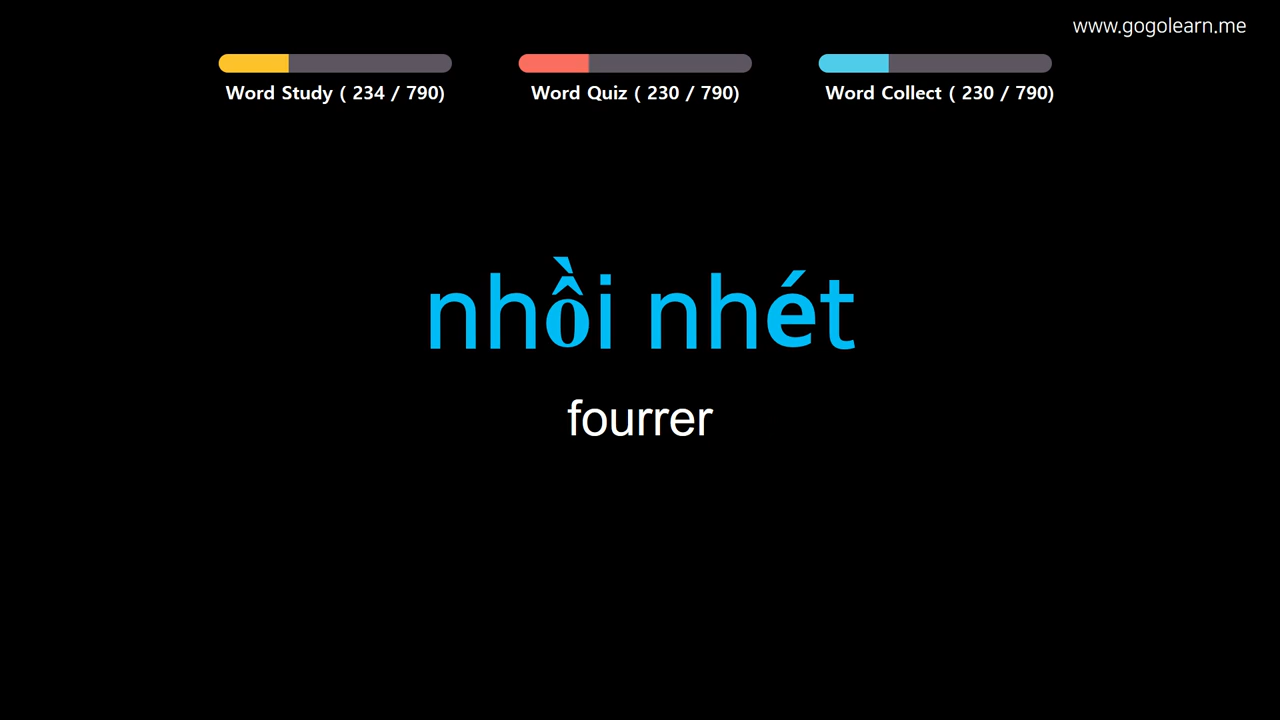 www.gogolearn.me
Word Study ( 234 / 790)
Word Quiz ( 230 / 790)
Word Collect ( 230 / 790)
nhồi nhét
fourrer